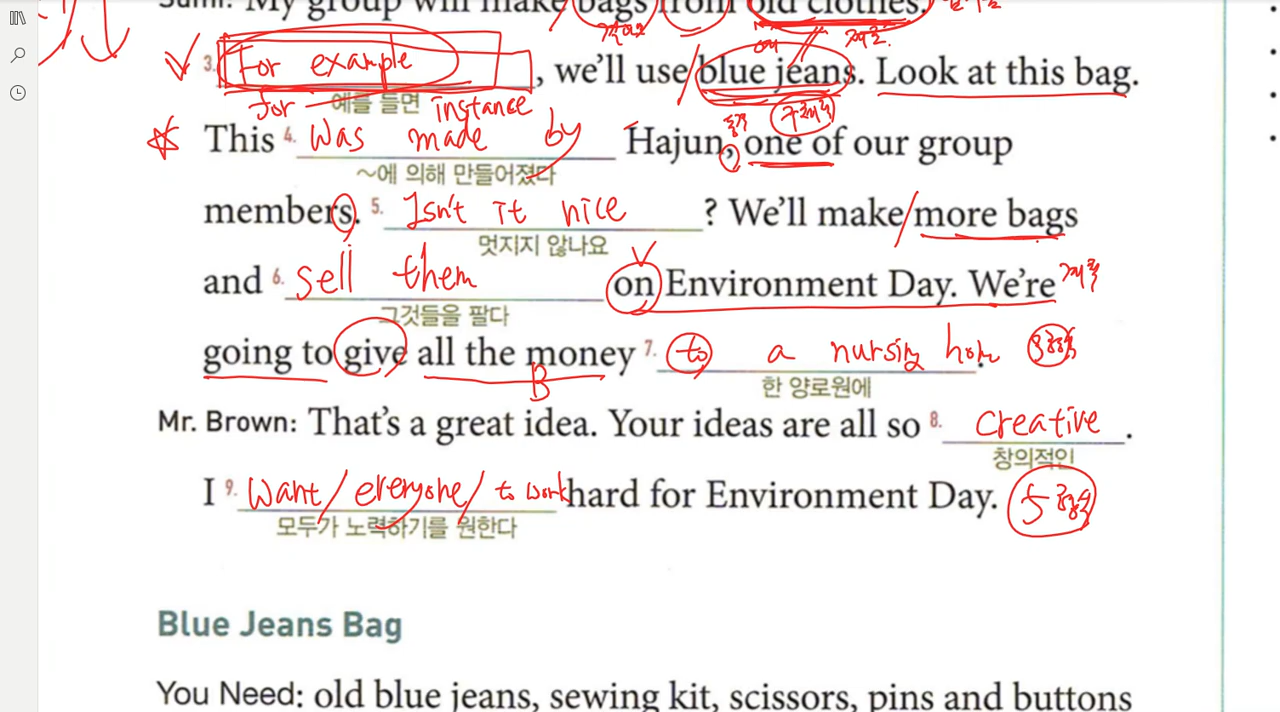 Sumi: My group will make/bags from old clothes.
3. For example, we'll use/blue jeans. Look at this bag.
for 예를 들면 instance
This 4. was made by Hajun, one of our group
~에 의해 만들어졌다
members. 5. Isn't it nice? We'll make/more bags
멋지지 않나요
and 6. sell them on Environment Day. We're
그것들을 팔다
going to give all the money 7. to a nursing home 3형식
B 한 양로원에
Mr. Brown: That's a great idea. Your ideas are all so 8. creative.
창의적인
I 9. want/everyone/to work hard for Environment Day. 5형식
모두가 노력하기를 원한다
Blue Jeans Bag
You Need: old blue jeans, sewing kit, scissors, pins and buttons